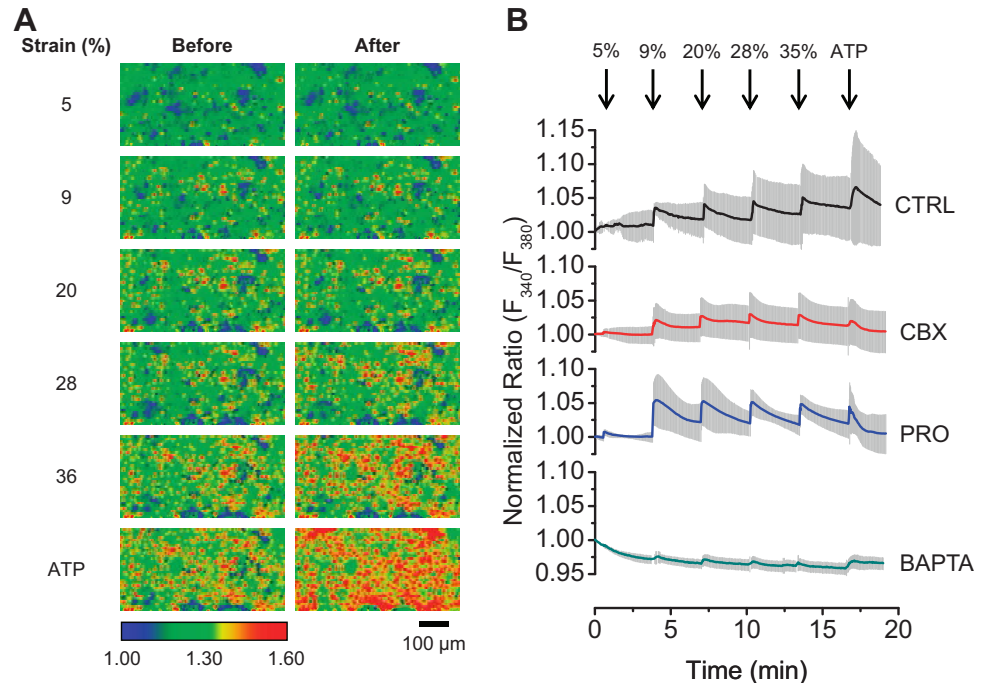 A
Strain (%) Before After
5
9
20
28
36
ATP
1.00 1.30 1.60
100 µm
B
5% 9% 20% 28% 35% ATP
Normalized Ratio (F340/F380)
1.15
1.10
1.05
1.00
CTRL
1.10
1.05
1.00
CBX
1.10
1.05
1.00
PRO
1.10
1.05
1.00
0.95
BAPTA
0 5 10 15 20
Time (min)